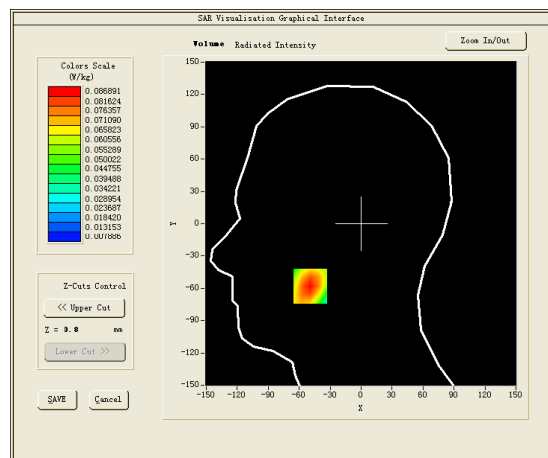 SAR Visualisation Graphical Interface
Volume Radiated Intensity
Zoom In/Out
Colors Scale
(W/kg)
0.086891
0.081624
0.076357
0.071090
0.065823
0.060556
0.055289
0.050022
0.044755
0.039488
0.034221
0.028954
0.023687
0.018420
0.013153
0.007886
Z-Cuts Control
<< Upper Cut
Z = 0.8 mm
Lower Cut >>
SAVE Cancel
150
120
90
60
30
0
-30
-60
-90
-120
-150
Y
-150 -120 -90 -60 -30 0 30 60 90 120 150
X